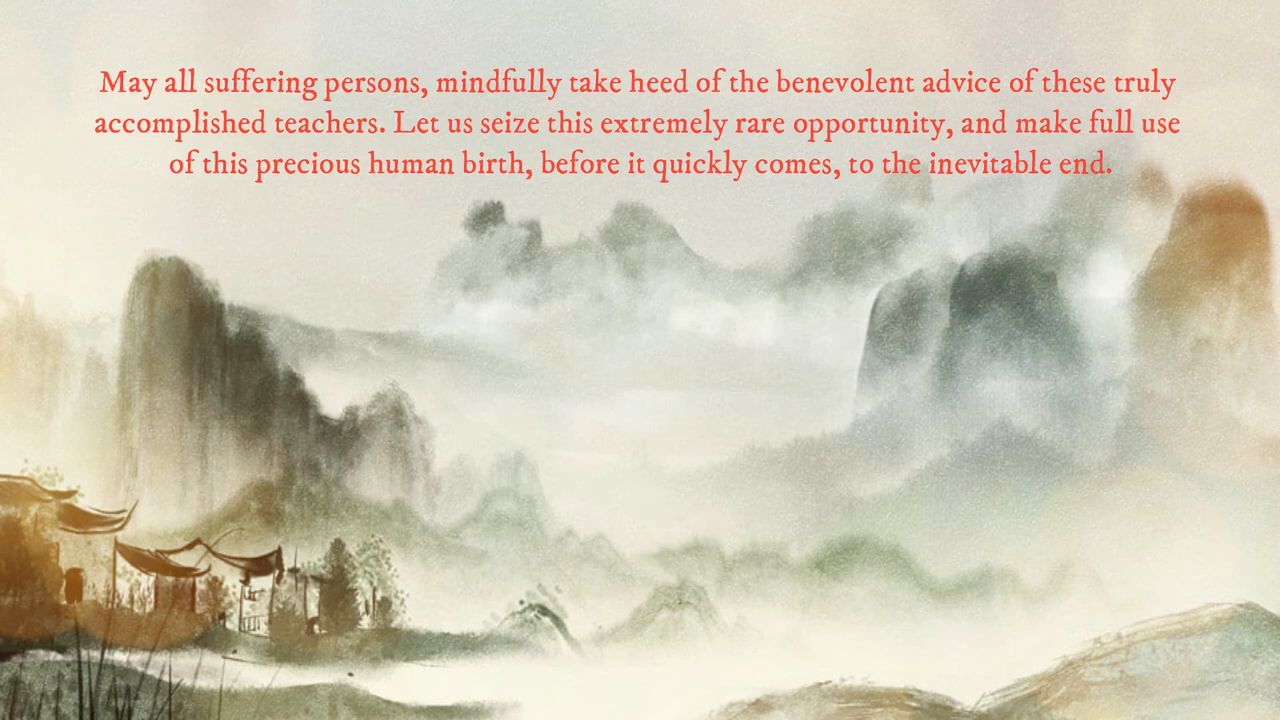 May all suffering persons, mindfully take heed of the benevolent advice of these truly
accomplished teachers. Let us seize this extremely rare opportunity, and make full use
of this precious human birth, before it quickly comes, to the inevitable end.